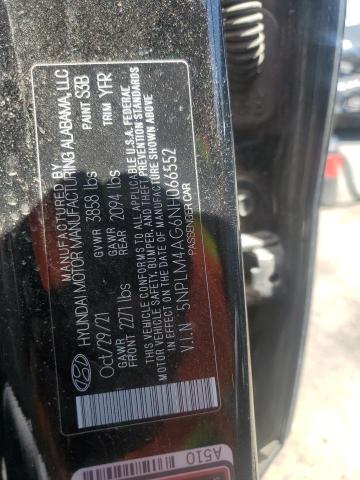 MANUFACTURED BY
HYUNDAI MOTOR MANUFACTURING ALABAMA, LLC
Oct/29/21 GVWR 3858 lbs PAINT S3B
GAWR FRONT 2271 lbs GAWR REAR 2094 lbs TRIM YFR
THIS VEHICLE CONFORMS TO ALL APPLICABLE U.S.A. FEDERAL
MOTOR VEHICLE SAFETY, BUMPER, AND THEFT PREVENTION STANDARDS
IN EFFECT ON THE DATE OF MANUFACTURE SHOWN ABOVE
V.I.N 5NPLM4AG6NH066552
PASSENGER CAR
A510